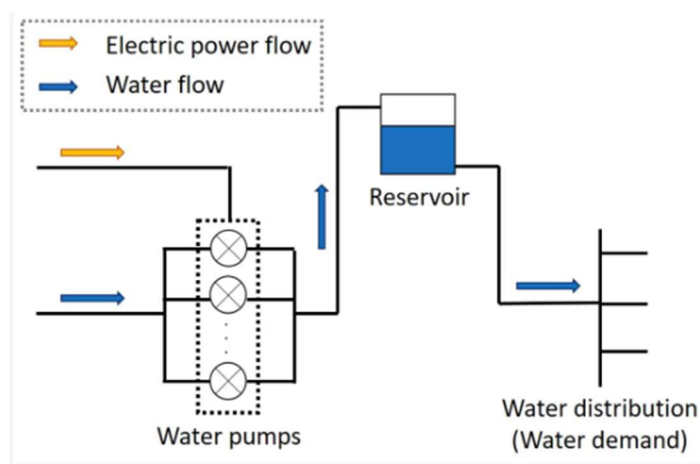 Electric power flow
Water flow
Reservoir
Water pumps
Water distribution
(Water demand)